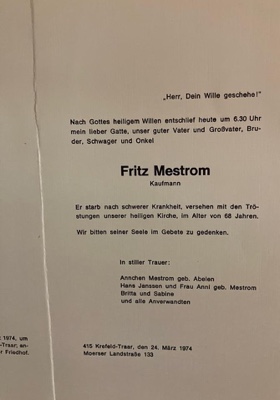 „Herr, Dein Wille geschehe!"
Nach Gottes heiligem Willen entschlief heute um 6.30 Uhr
mein lieber Gatte, unser guter Vater und Großvater, Bru-
der, Schwager und Onkel
Fritz Mestrom
Kaufmann
Er starb nach schwerer Krankheit, versehen mit den Trö-
stungen unserer heiligen Kirche, im Alter von 68 Jahren.
Wir bitten seiner Seele im Gebete zu gedenken.
In stiller Trauer:
Annchen Mestrom geb. Abelen
Hans Janssen und Frau Anni geb. Mestrom
Britta und Sabine
und alle Anverwandten
415 Krefeld-Traar, den 24. März 1974
Moerser Landstraße 133
1974, um
-Traar; an-
r Friedhof.